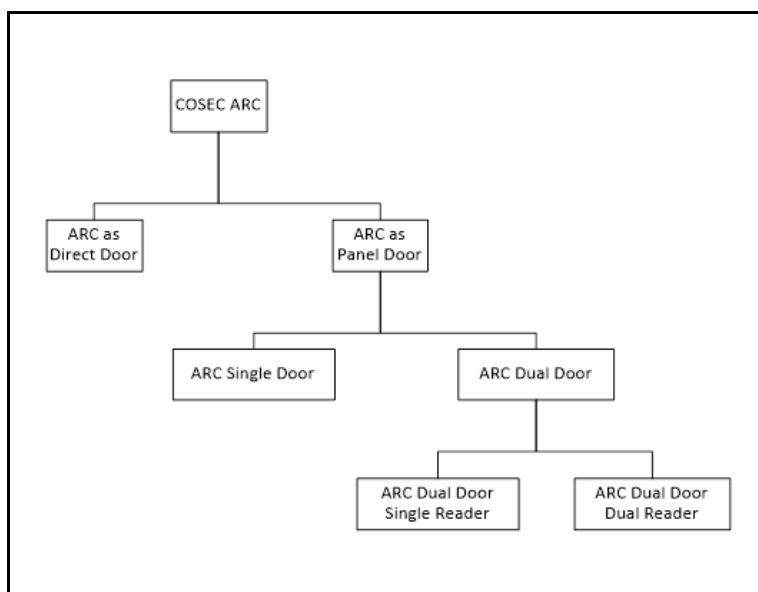 COSEC ARC
ARC as
Direct Door
ARC as
Panel Door
ARC Single Door
ARC Dual Door
ARC Dual Door
Single Reader
ARC Dual Door
Dual Reader